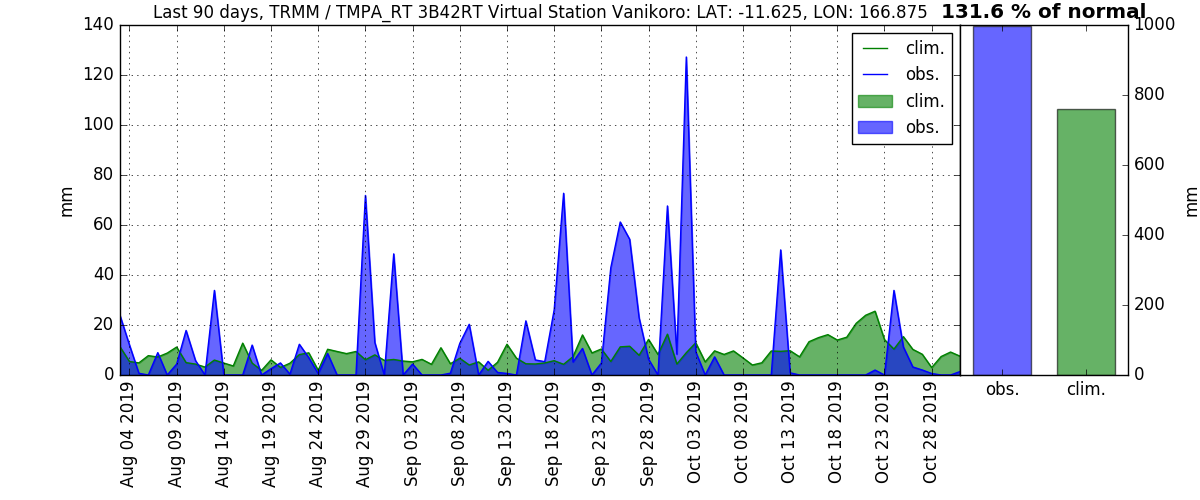 Last 90 days, TRMM / TMPA_RT 3B42RT Virtual Station Vanikoro: LAT: -11.625, LON: 166.875 131.6 % of normal
140
120
100
80
60
40
20
0
mm
clim.
obs.
clim.
obs.
Aug 04 2019
Aug 09 2019
Aug 14 2019
Aug 19 2019
Aug 24 2019
Aug 29 2019
Sep 03 2019
Sep 08 2019
Sep 13 2019
Sep 18 2019
Sep 23 2019
Sep 28 2019
Oct 03 2019
Oct 08 2019
Oct 13 2019
Oct 18 2019
Oct 23 2019
Oct 28 2019
1000
800
600
400
200
0
mm
obs.
clim.